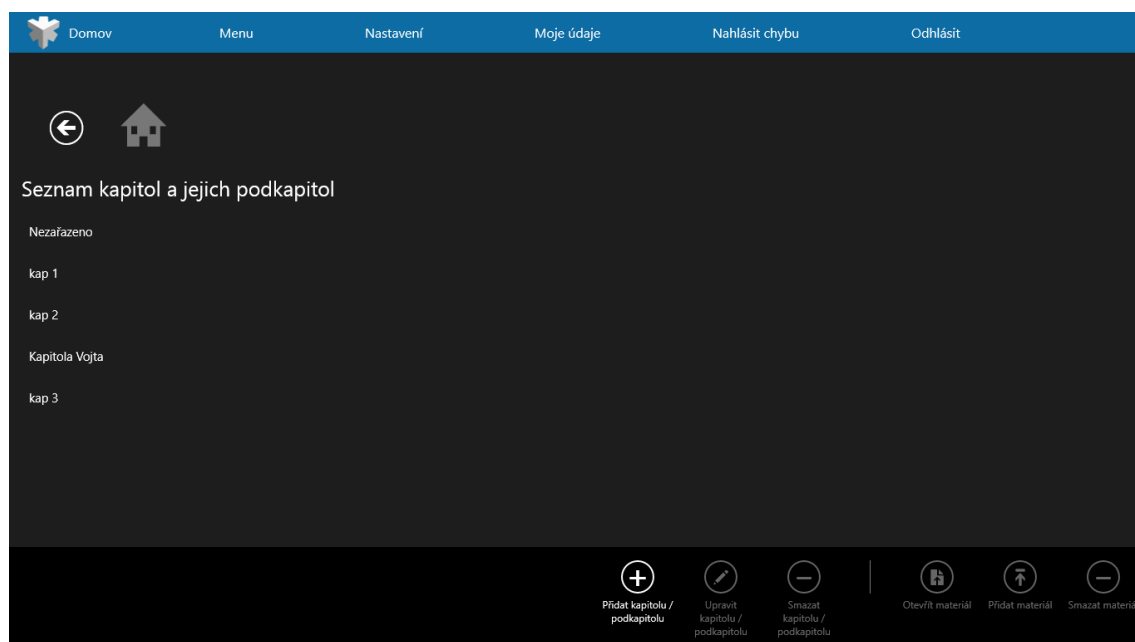 Domov Menu Nastavení Moje údaje Nahlásit chybu Odhlásit
Seznam kapitol a jejich podkapitol
Nezařazeno
kap 1
kap 2
Kapitola Vojta
kap 3
Přidat kapitolu /
podkapitolu
Upravit
kapitolu /
podkapitolu
Smazat
kapitolu /
podkapitolu
Otevřít materiál
Přidat materiál
Smazat materiá